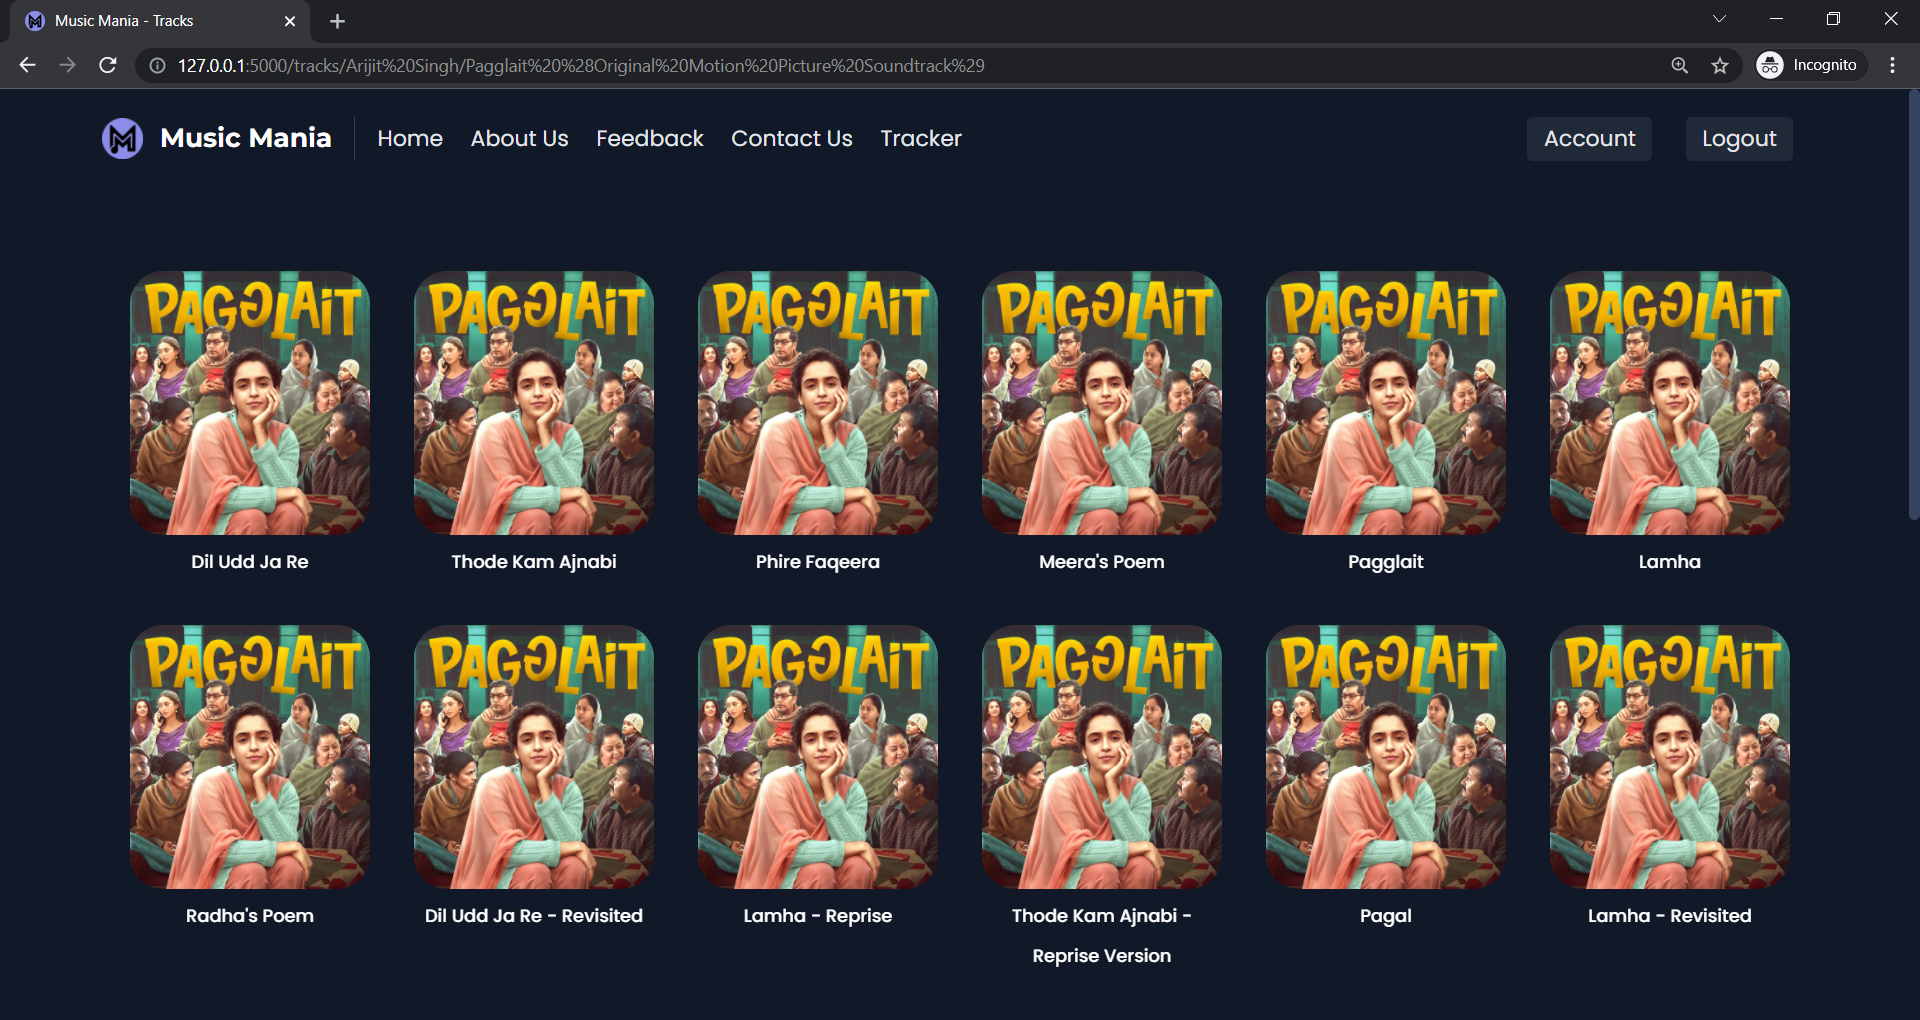 Music Mania - Tracks
127.0.0.1:5000/tracks/Arijit%20Singh/Pagglait%20%28Original%20Motion%20Picture%20Soundtrack%29
Incognito
Music Mania
Home
About Us
Feedback
Contact Us
Tracker
Account
Logout
PAGGLAiT
PAGGLAiT
PAGGLAiT
PAGGLAiT
PAGGLAiT
PAGGLAiT
Dil Udd Ja Re
Thode Kam Ajnabi
Phire Faqeera
Meera's Poem
Pagglait
Lamha
PAGGLAiT
PAGGLAiT
PAGGLAiT
PAGGLAiT
PAGGLAiT
PAGGLAiT
Radha's Poem
Dil Udd Ja Re - Revisited
Lamha - Reprise
Thode Kam Ajnabi -
Reprise Version
Pagal
Lamha - Revisited